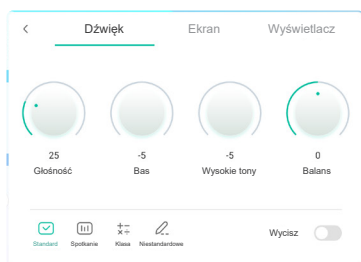 Dźwięk Ekran Wyświetlacz
25 -5 -5 0
Głośność Bas Wysokie tony Balans
Standard Spotkanie Klasa Niestandardowe
Wycisz